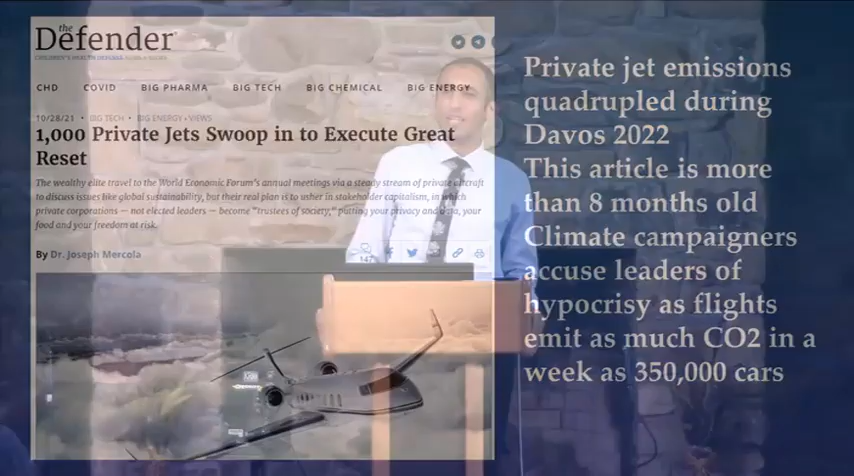 the
Defender
CHD COVID BIG PHARMA BIG TECH BIG CHEMICAL BIG ENERGY
10/28/21 • BIG TECH • BIG ENERGY • VIEWS
1,000 Private Jets Swoop in to Execute Great
Reset
The wealthy elite travel to the World Economic Forum's annual meetings via a steady stream of private aircraft
to discuss issues like global sustainability, but their real plan is to usher in stakeholder capitalism, in which
private corporations — not elected leaders — become "trustees of society," putting your privacy and data, your
food and your freedom at risk.
By Dr. Joseph Mercola
Private jet emissions
quadrupled during
Davos 2022
This article is more
than 8 months old
Climate campaigners
accuse leaders of
hypocrisy as flights
emit as much CO2 in a
week as 350,000 cars